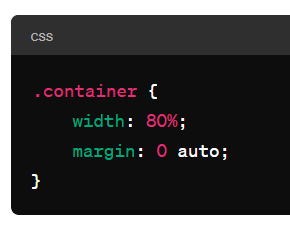 css
.container {
    width: 80%;
    margin: 0 auto;
}